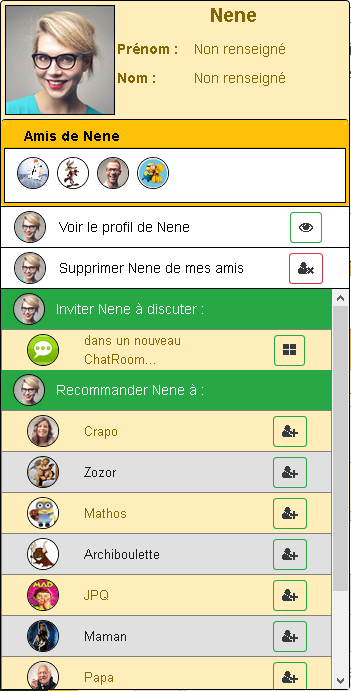 Nene
Prénom : Non renseigné
Nom : Non renseigné
Amis de Nene
Voir le profil de Nene
Supprimer Nene de mes amis
Inviter Nene à discuter :
dans un nouveau
ChatRoom...
Recommander Nene à :
Crapo
Zozor
Mathos
Archiboulette
MAD
JPQ
Maman
Papa